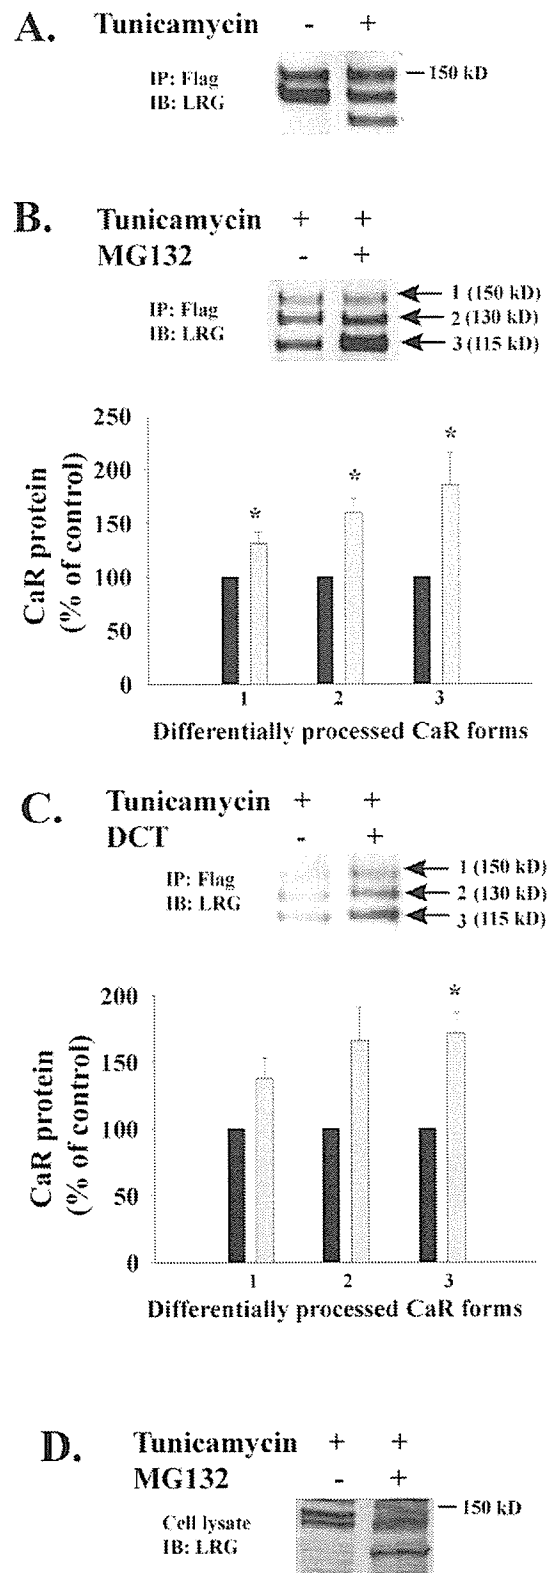 A. Tunicamycin - +
IP: Flag
IB: LRG
150 kD
B. Tunicamycin + +
MG132 - +
IP: Flag
IB: LRG
1 (150 kD)
2 (130 kD)
3 (115 kD)
CaR protein
(% of control)
250
200
150
100
50
0
* * *
1 2 3
Differentially processed CaR forms
C. Tunicamycin + +
DCT - +
IP: Flag
IB: LRG
1 (150 kD)
2 (130 kD)
3 (115 kD)
CaR protein
(% of control)
200
150
100
50
0
*
1 2 3
Differentially processed CaR forms
D. Tunicamycin + +
MG132 - +
Cell lysate
IB: LRG
150 kD